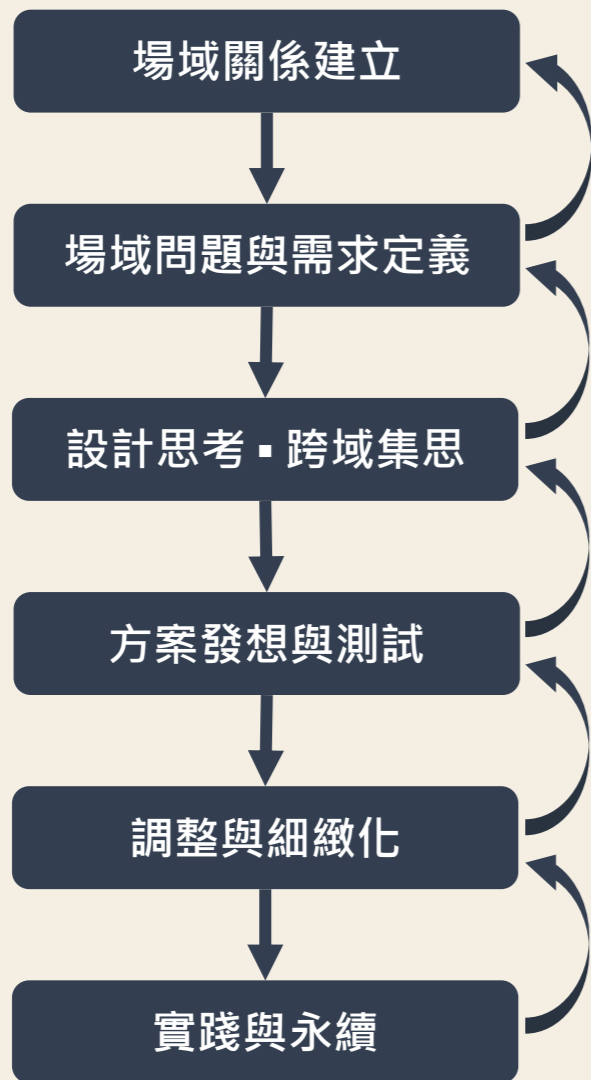 場域關係建立
場域問題與需求定義
設計思考▪跨域集思
方案發想與測試
調整與細緻化
實踐與永續